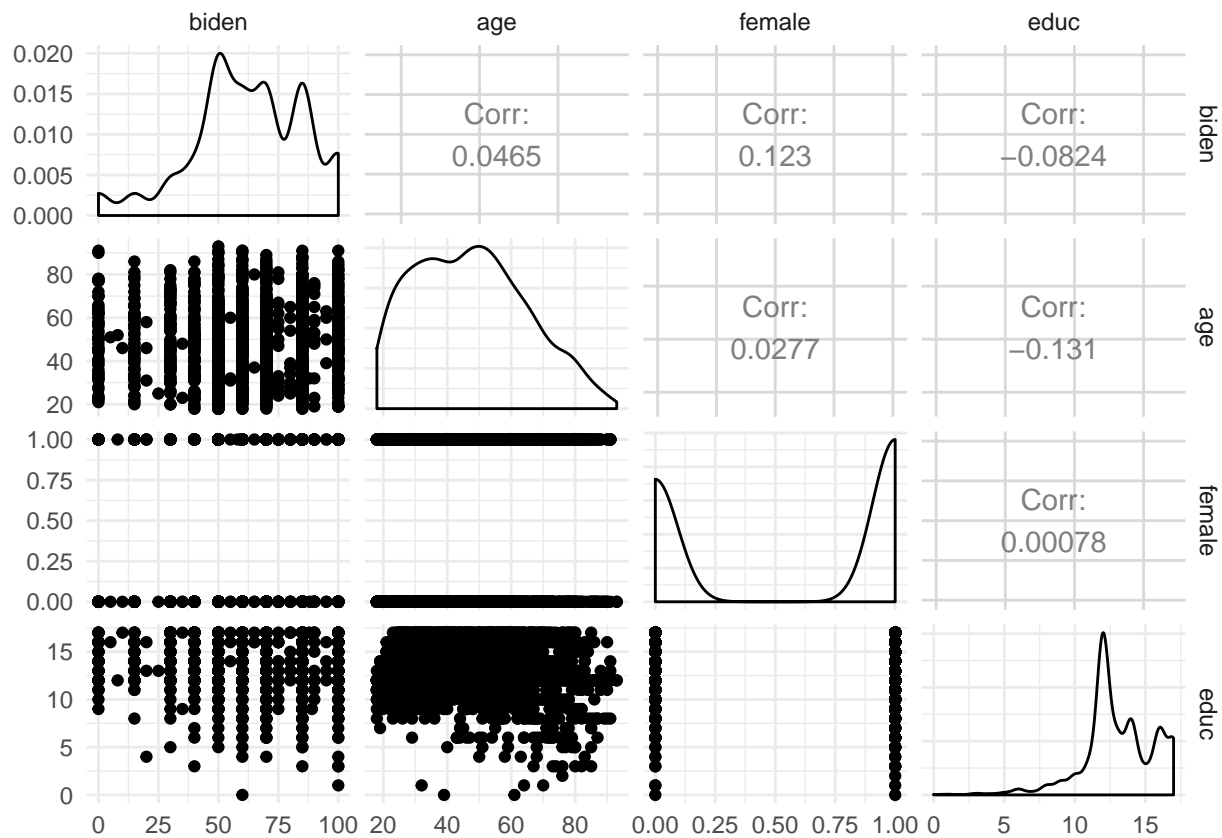 biden age female educ
0.020
0.015
0.010
0.005
0.000
Corr:
0.0465
Corr:
0.123
Corr:
−0.0824
biden
80
60
40
20
Corr:
0.0277
Corr:
−0.131
age
1.00
0.75
0.50
0.25
0.00
Corr:
0.00078
female
15
10
5
0
educ
0 25 50 75 100 20 40 60 80 0.00 0.25 0.50 0.75 1.00 0 5 10 15